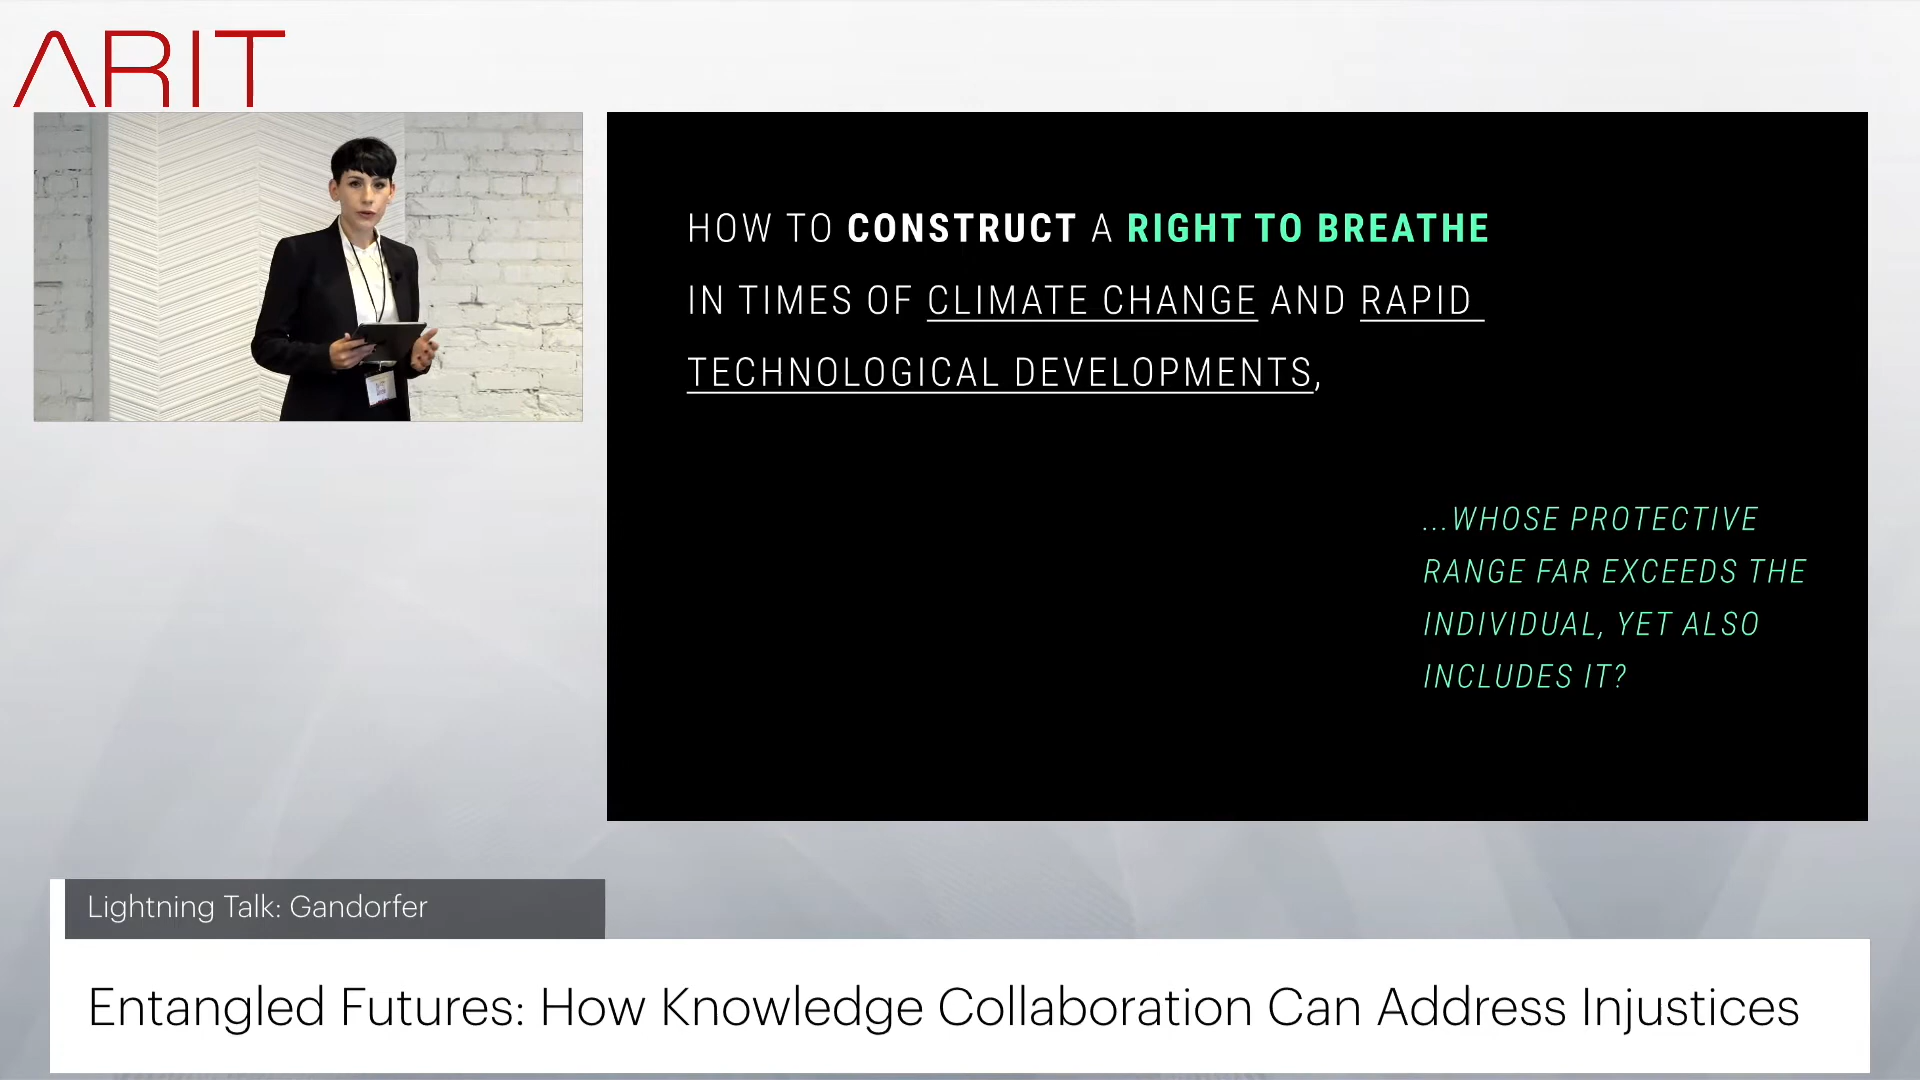 ARIT
HOW TO CONSTRUCT A RIGHT TO BREATHE
IN TIMES OF CLIMATE CHANGE AND RAPID
TECHNOLOGICAL DEVELOPMENTS,
...WHOSE PROTECTIVE
RANGE FAR EXCEEDS THE
INDIVIDUAL, YET ALSO
INCLUDES IT?
Lightning Talk: Gandorfer
Entangled Futures: How Knowledge Collaboration Can Address Injustices